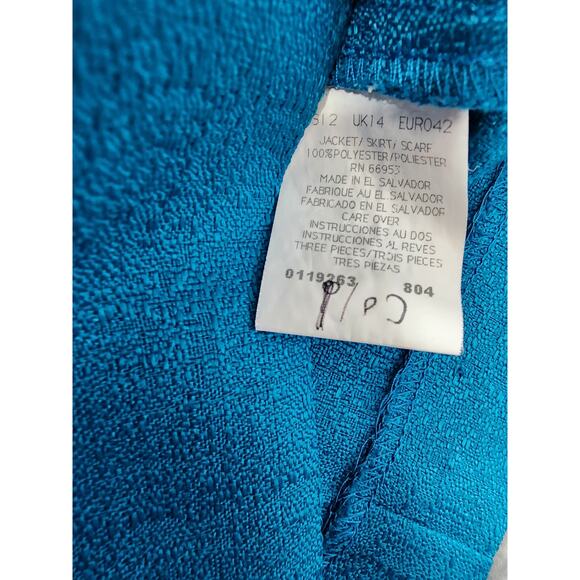 UK14 EUR042
JACKET/ SKIRT/ SCARF
100%POLYESTER/POLIESTER
RN 66953
MADE IN EL SALVADOR
FABRIQUE AU EL SALVADOR
FABRICADO EN EL SALVADOR
CARE OVER
INSTRUCCIONES AU DOS
INSTRUCCIONES AL REVES
THREE PIECES/TROIS PIECES
TRES PIEZAS
0119263 804